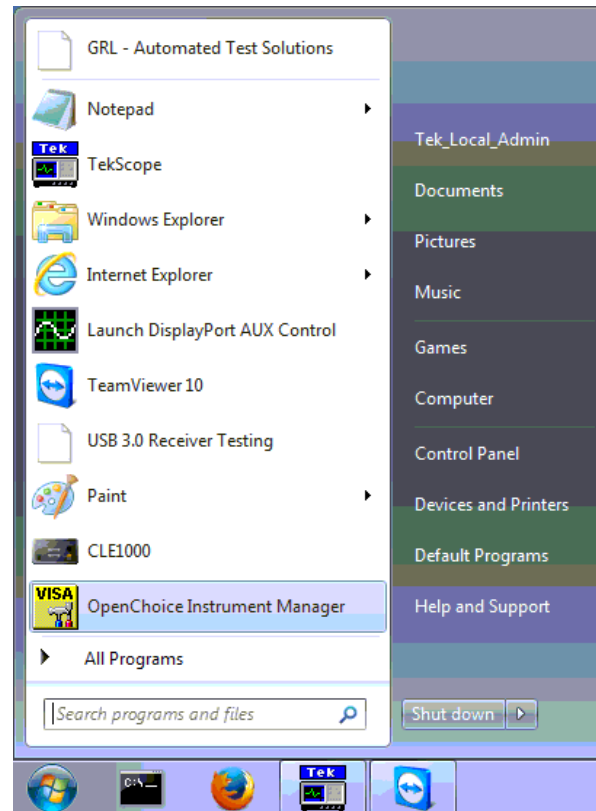 GRL - Automated Test Solutions
Notepad
Tek
TekScope
Windows Explorer
Internet Explorer
Launch DisplayPort AUX Control
TeamViewer 10
USB 3.0 Receiver Testing
Paint
CLE1000
VISA
OpenChoice Instrument Manager
All Programs
Search programs and files
Tek_Local_Admin
Documents
Pictures
Music
Games
Computer
Control Panel
Devices and Printers
Default Programs
Help and Support
Shut down
C:\_
Tek